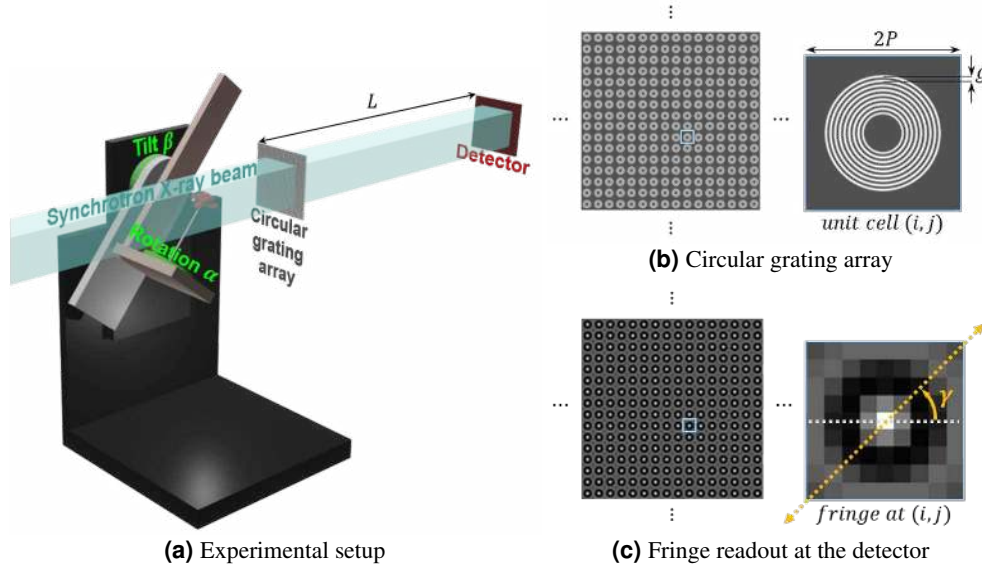 Tilt β
Synchrotron X-ray beam
Rotation α
L
Circular
grating
array
Detector
(a) Experimental setup
...
...
2P
g
unit cell (i, j)
(b) Circular grating array
...
...
γ
fringe at (i, j)
(c) Fringe readout at the detector